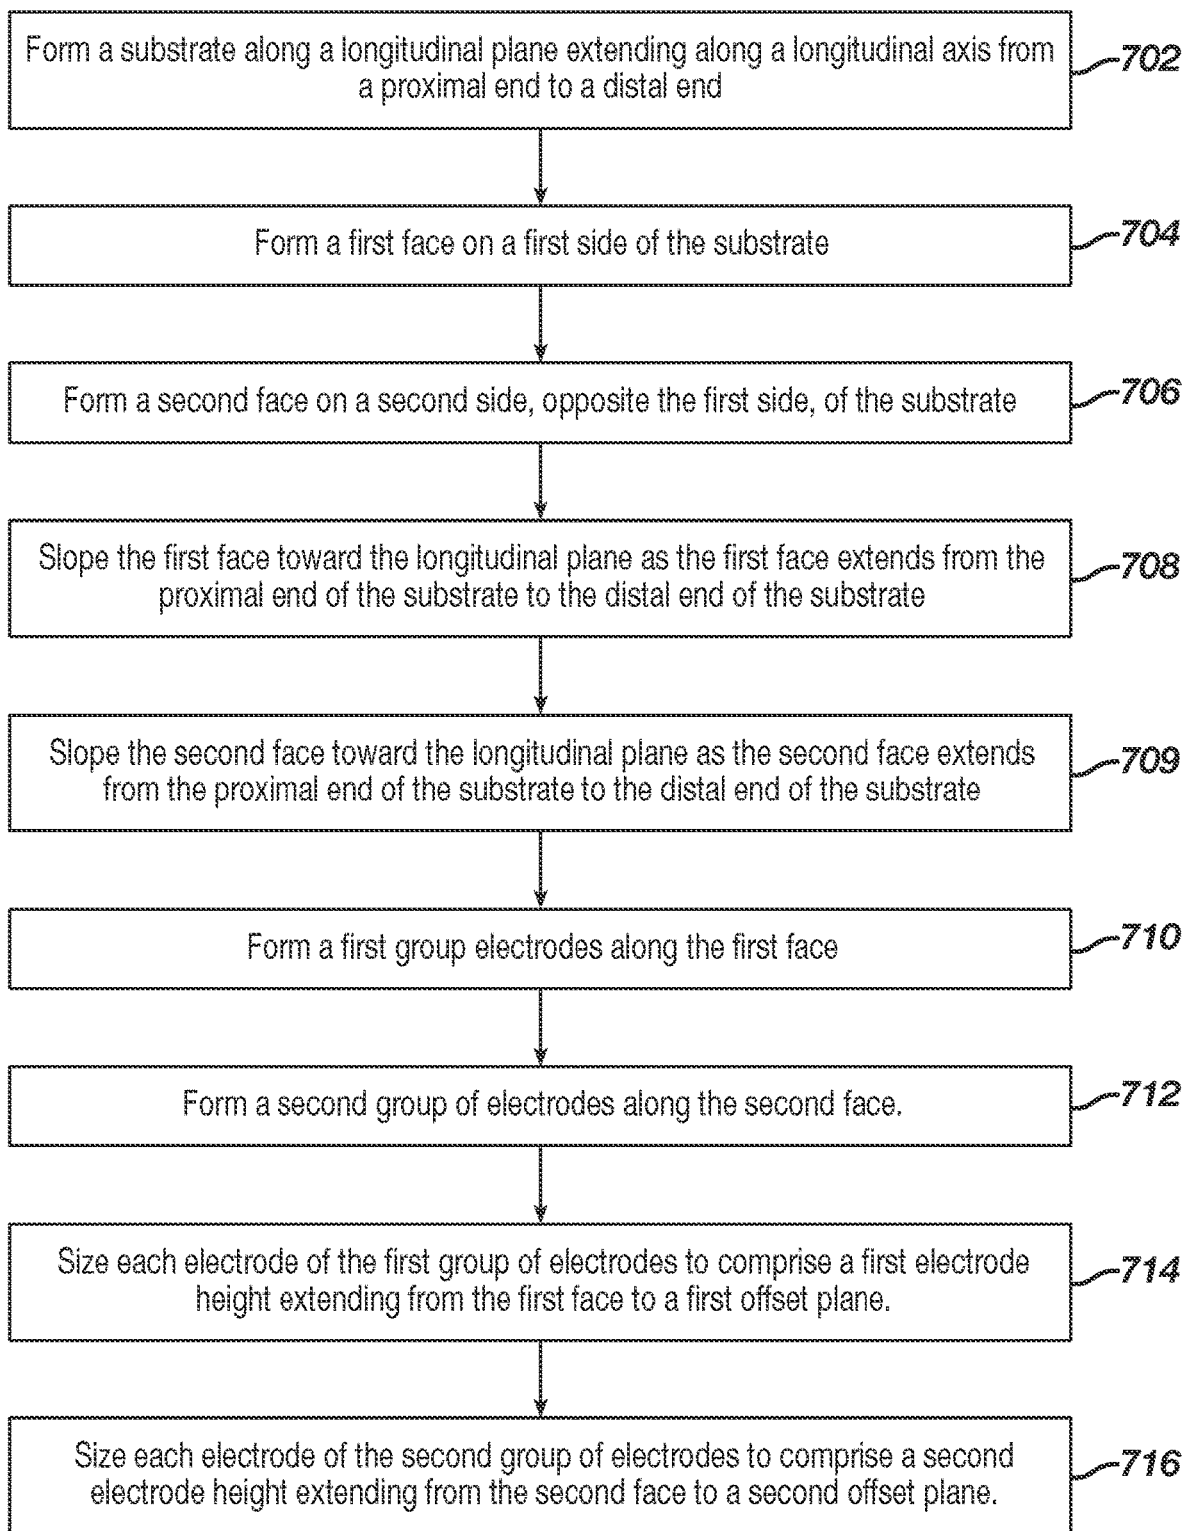 Form a substrate along a longitudinal plane extending along a longitudinal axis from
a proximal end to a distal end
702
Form a first face on a first side of the substrate
704
Form a second face on a second side, opposite the first side, of the substrate
706
Slope the first face toward the longitudinal plane as the first face extends from the
proximal end of the substrate to the distal end of the substrate
708
Slope the second face toward the longitudinal plane as the second face extends
from the proximal end of the substrate to the distal end of the substrate
709
Form a first group electrodes along the first face
710
Form a second group of electrodes along the second face.
712
Size each electrode of the first group of electrodes to comprise a first electrode
height extending from the first face to a first offset plane.
714
Size each electrode of the second group of electrodes to comprise a second
electrode height extending from the second face to a second offset plane.
716